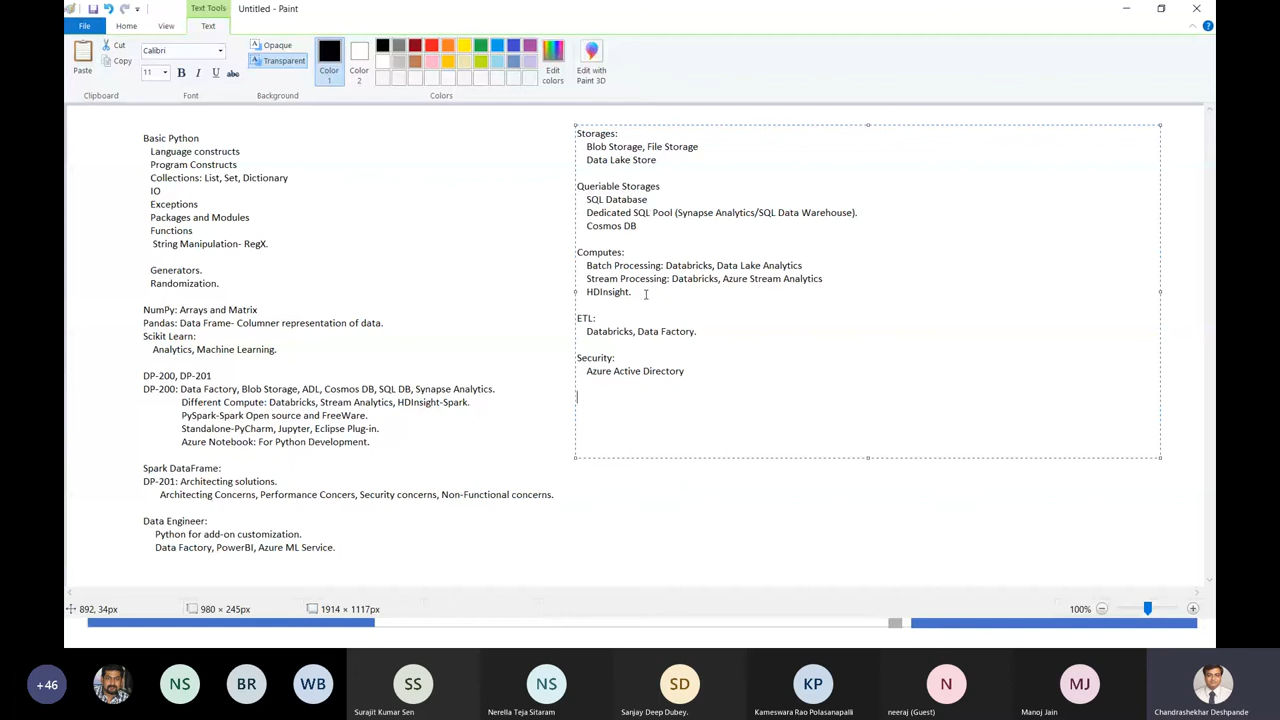 Text Tools
Untitled - Paint
File
Home
View
Text
Paste
Cut
Copy
Clipboard
Calibri
11
B I U abc
Font
Opaque
Transparent
Background
Color 1
Color 2
Edit colors
Colors
Edit with Paint 3D
Basic Python
Language constructs
Program Constructs
Collections: List, Set, Dictionary
IO
Exceptions
Packages and Modules
Functions
String Manipulation- RegX.
Generators.
Randomization.
NumPy: Arrays and Matrix
Pandas: Data Frame- Columner representation of data.
Scikit Learn:
Analytics, Machine Learning.
DP-200, DP-201
DP-200: Data Factory, Blob Storage, ADL, Cosmos DB, SQL DB, Synapse Analytics.
Different Compute: Databricks, Stream Analytics, HDInsight-Spark.
PySpark-Spark Open source and FreeWare.
Standalone-PyCharm, Jupyter, Eclipse Plug-in.
Azure Notebook: For Python Development.
Spark DataFrame:
DP-201: Architecting solutions.
Architecting Concerns, Performance Concers, Security concerns, Non-Functional concerns.
Data Engineer:
Python for add-on customization.
Data Factory, PowerBI, Azure ML Service.
Storages:
Blob Storage, File Storage
Data Lake Store
Queriable Storages
SQL Database
Dedicated SQL Pool (Synapse Analytics/SQL Data Warehouse).
Cosmos DB
Computes:
Batch Processing: Databricks, Data Lake Analytics
Stream Processing: Databricks, Azure Stream Analytics
HDInsight.
ETL:
Databricks, Data Factory.
Security:
Azure Active Directory
892, 34px
980 × 245px
1914 × 1117px
100%
+46
NS
BR
WB
SS
Surajit Kumar Sen
NS
Nerella Teja Sitaram
SD
Sanjay Deep Dubey.
KP
Kameswara Rao Polasanapalli
N
neeraj (Guest)
MJ
Manoj Jain
Chandrashekhar Deshpande